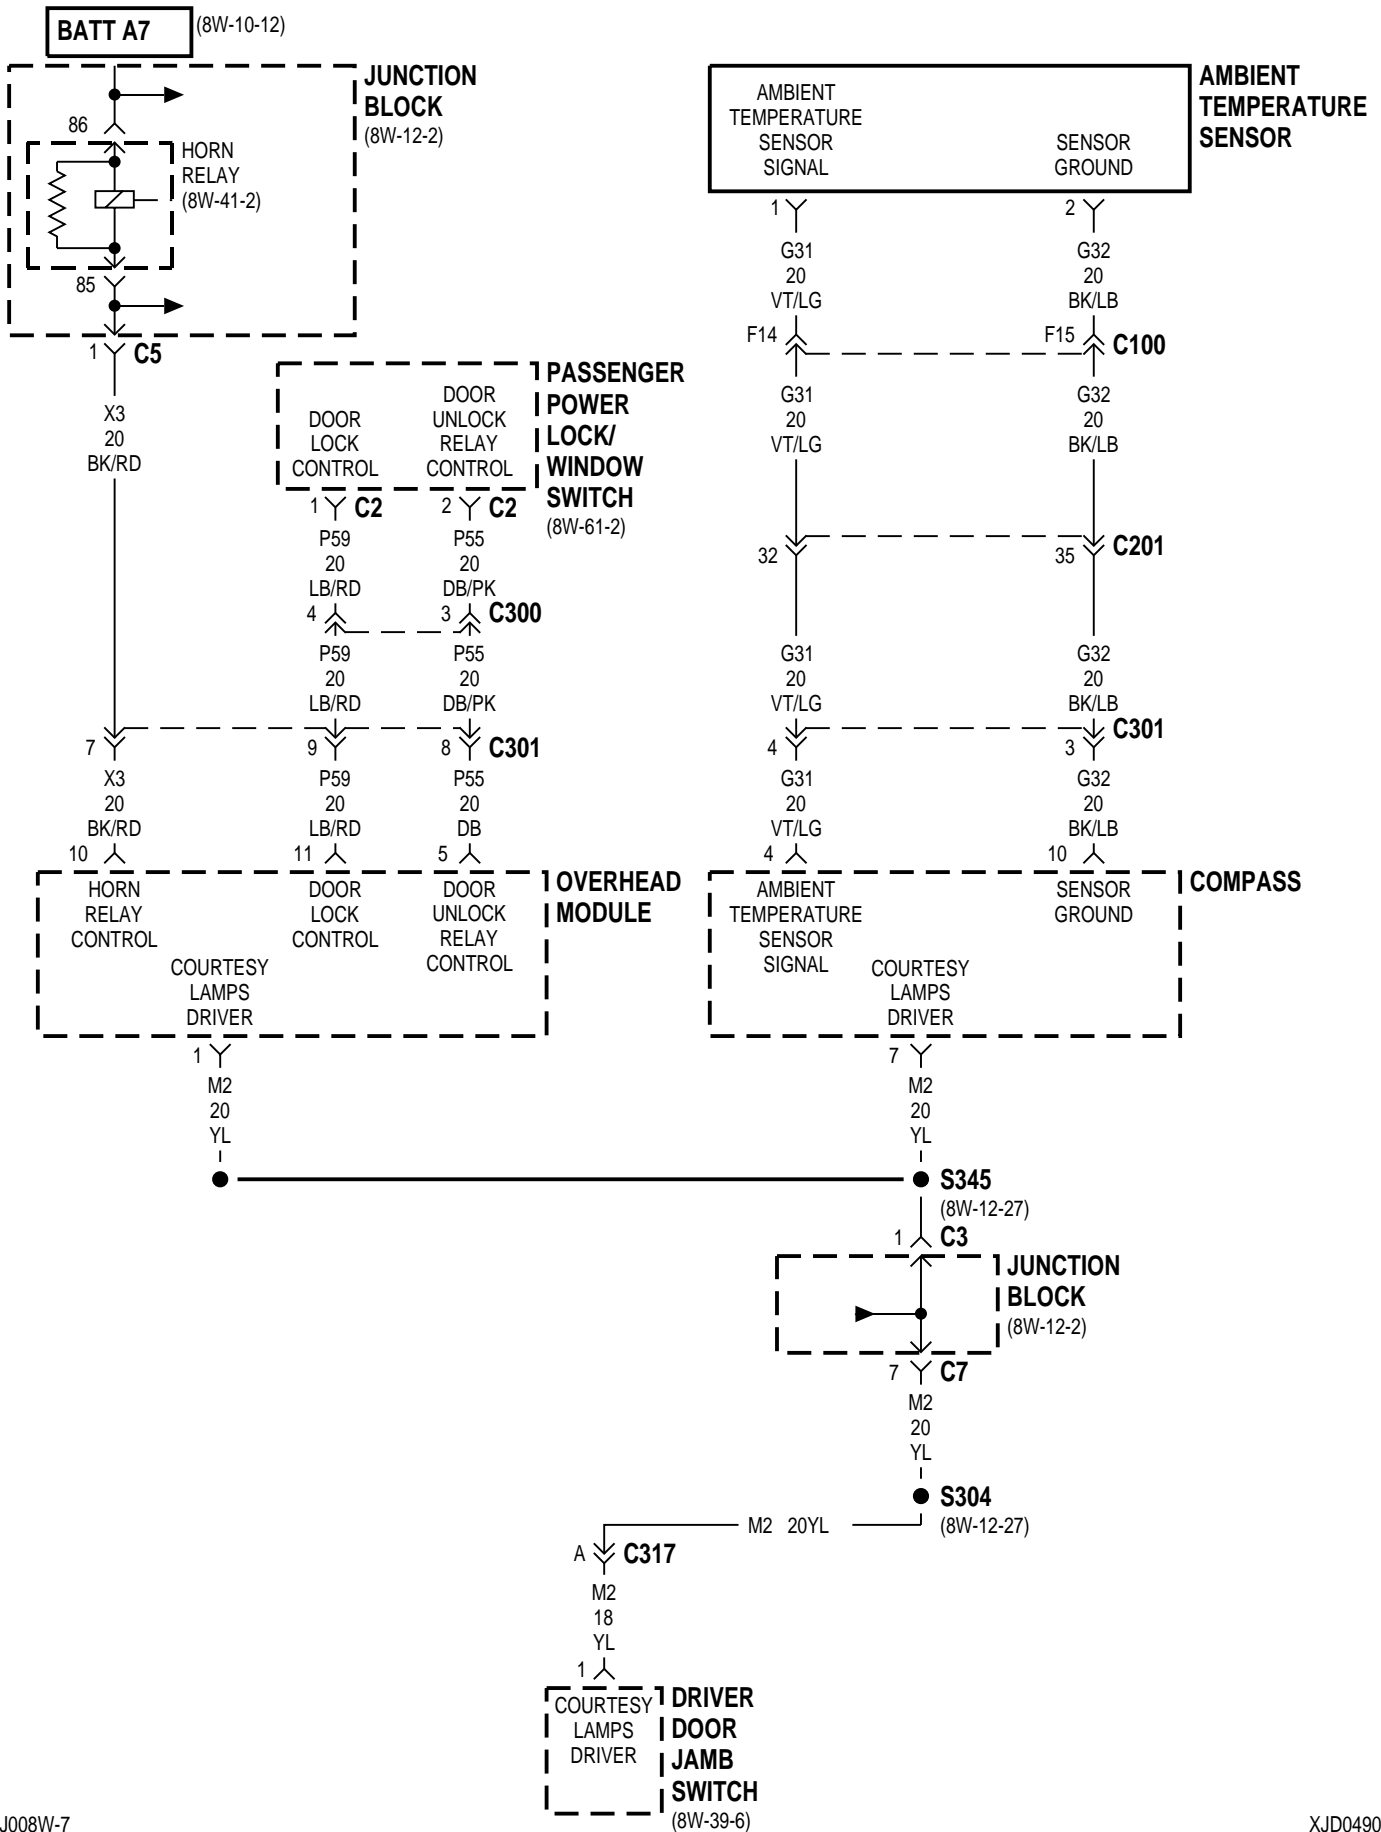 BATT A7
(8W-10-12)
JUNCTION
BLOCK
(8W-12-2)
86
HORN
RELAY
(8W-41-2)
85
1
C5
X3
20
BK/RD
AMBIENT
TEMPERATURE
SENSOR
AMBIENT
TEMPERATURE
SENSOR
SIGNAL
SENSOR
GROUND
1
2
G31
20
VT/LG
G32
20
BK/LB
F14
F15
C100
G31
20
VT/LG
G32
20
BK/LB
32
35
C201
PASSENGER
POWER
LOCK/
WINDOW
SWITCH
(8W-61-2)
DOOR
LOCK
CONTROL
DOOR
UNLOCK
RELAY
CONTROL
1
C2
2
C2
P59
20
LB/RD
P55
20
DB/PK
4
3
C300
P59
20
LB/RD
P55
20
DB/PK
7
9
8
C301
X3
20
BK/RD
P59
20
LB/RD
P55
20
DB
10
11
5
G31
20
VT/LG
G32
20
BK/LB
4
3
C301
G31
20
VT/LG
G32
20
BK/LB
4
10
OVERHEAD
MODULE
HORN
RELAY
CONTROL
DOOR
LOCK
CONTROL
DOOR
UNLOCK
RELAY
CONTROL
COURTESY
LAMPS
DRIVER
COMPASS
AMBIENT
TEMPERATURE
SENSOR
SIGNAL
SENSOR
GROUND
COURTESY
LAMPS
DRIVER
1
M2
20
YL
7
M2
20
YL
S345
(8W-12-27)
1
C3
JUNCTION
BLOCK
(8W-12-2)
7
C7
M2
20
YL
S304
(8W-12-27)
M2 20YL
A
C317
M2
18
YL
1
COURTESY
LAMPS
DRIVER
DRIVER
DOOR
JAMB
SWITCH
(8W-39-6)
J008W-7
XJD0490